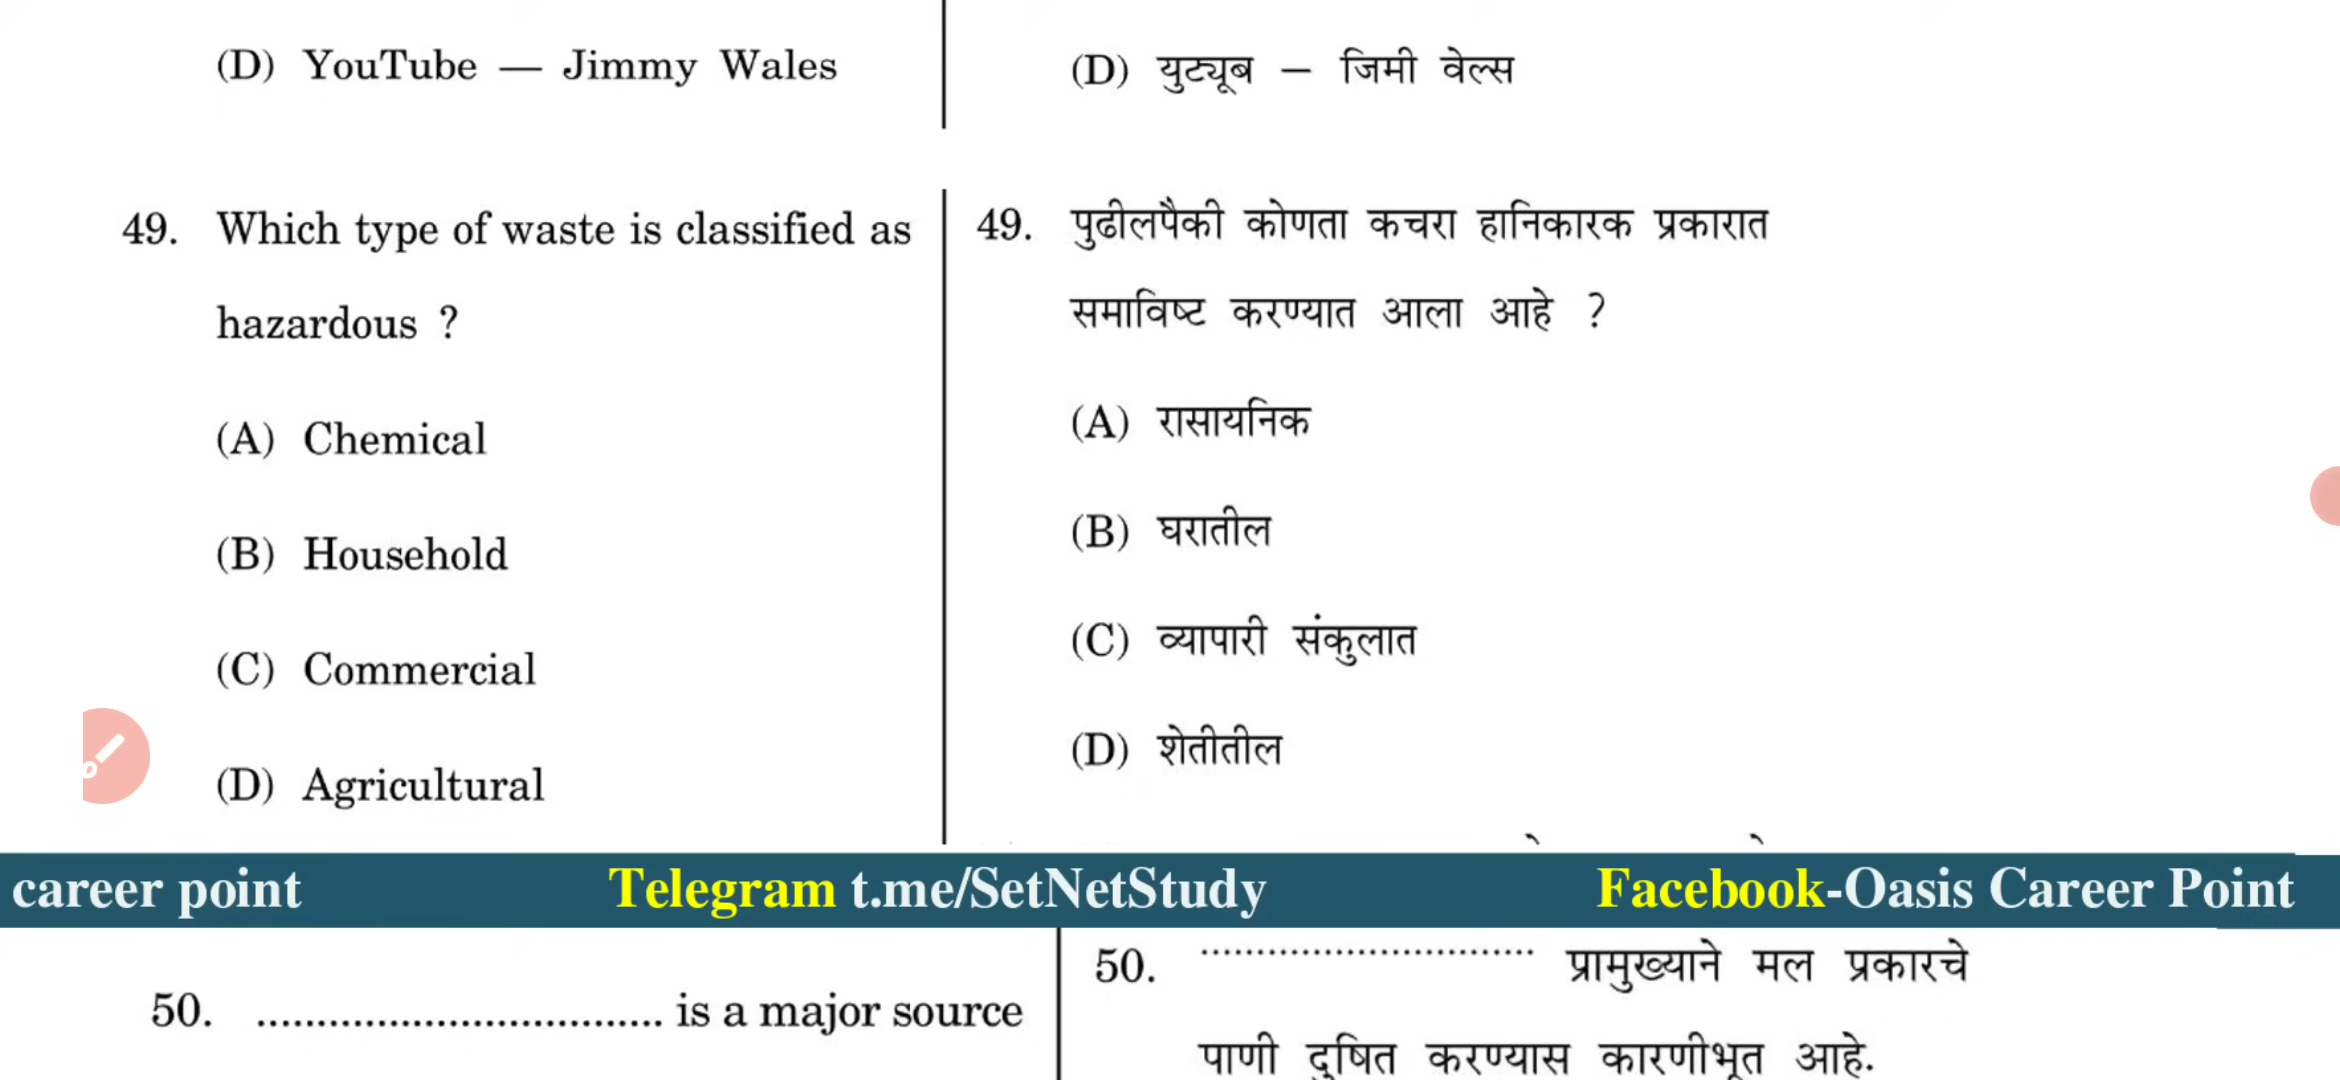 (D) YouTube — Jimmy Wales
(D) युट्यूब – जिमी वेल्स
49. Which type of waste is classified as
hazardous ?
(A) Chemical
(B) Household
(C) Commercial
(D) Agricultural
49. पुढीलपैकी कोणता कचरा हानिकारक प्रकारात
समाविष्ट करण्यात आला आहे ?
(A) रासायनिक
(B) घरातील
(C) व्यापारी संकुलात
(D) शेतीतील
career point Telegram t.me/SetNetStudy Facebook-Oasis Career Point
50. .................................. is a major source
50. .............................. प्रामुख्याने मल प्रकारचे
पाणी दुषित करण्यास कारणीभूत आहे.